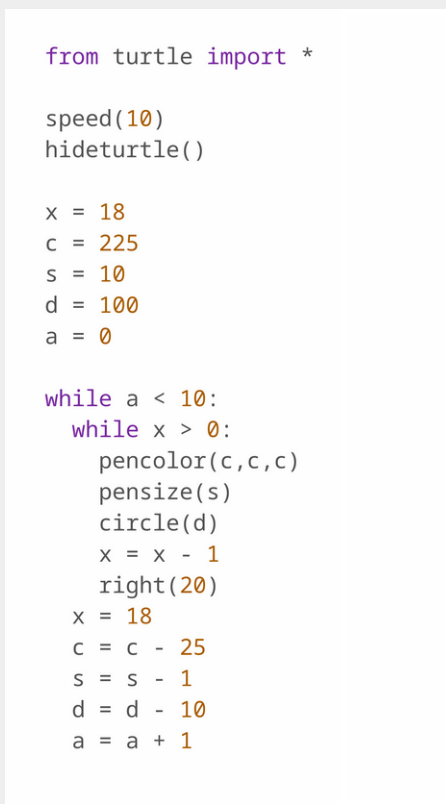 from turtle import *
speed(10)
hideturtle()
x = 18
c = 225
s = 10
d = 100
a = 0
while a < 10:
while x > 0:
pencolor(c,c,c)
pensize(s)
circle(d)
x = x - 1
right(20)
x = 18
c = c - 25
s = s - 1
d = d - 10
a = a + 1